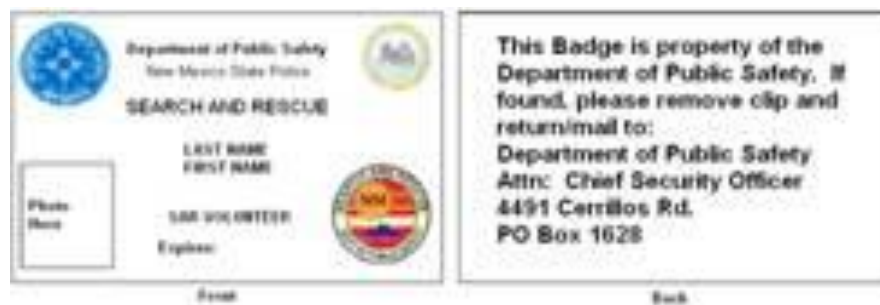 Department of Public Safety
New Mexico State Police
SEARCH AND RESCUE
LAST NAME
FIRST NAME
Photo
Here
SAR VOLUNTEER
Expires:
NM
Front
This Badge is property of the
Department of Public Safety. If
found, please remove clip and
return/mail to:
Department of Public Safety
Attn: Chief Security Officer
4491 Cerrillos Rd.
PO Box 1628
Back